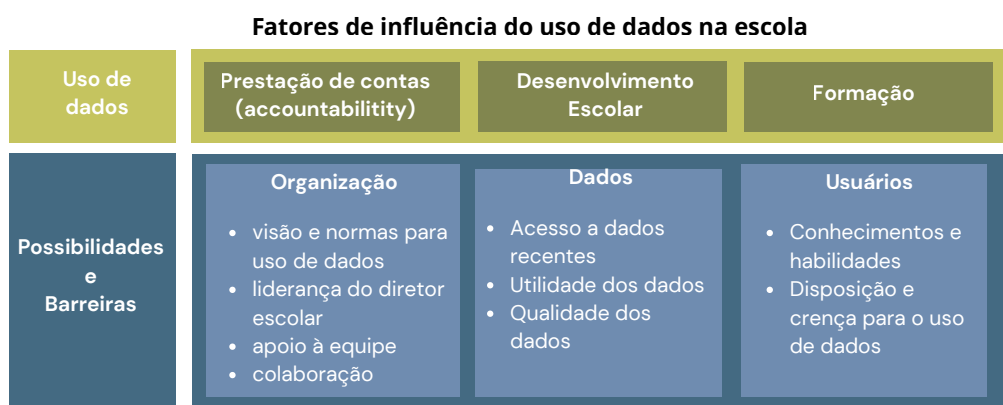 Fatores de influência do uso de dados na escola
Uso de
dados
Prestação de contas
(accountabilitity)
Desenvolvimento
Escolar
Formação
Possibilidades
e
Barreiras
Organização
• visão e normas para
uso de dados
• liderança do diretor
escolar
• apoio à equipe
• colaboração
Dados
• Acesso a dados
recentes
• Utilidade dos dados
• Qualidade dos
dados
Usuários
• Conhecimentos e
habilidades
• Disposição e
crença para o uso
de dados